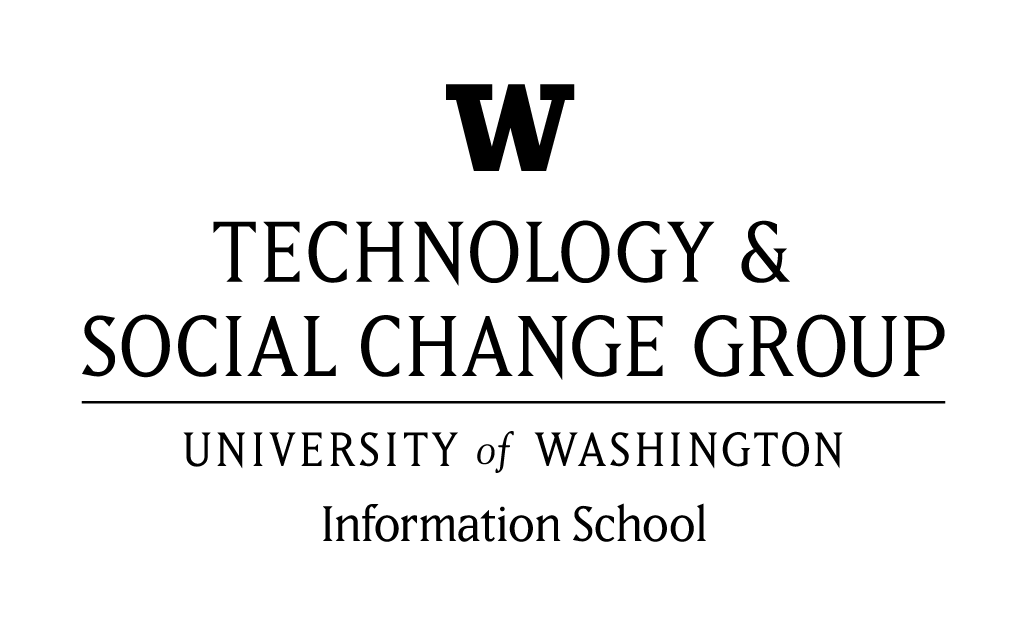 W
TECHNOLOGY &
SOCIAL CHANGE GROUP
UNIVERSITY of WASHINGTON
Information School